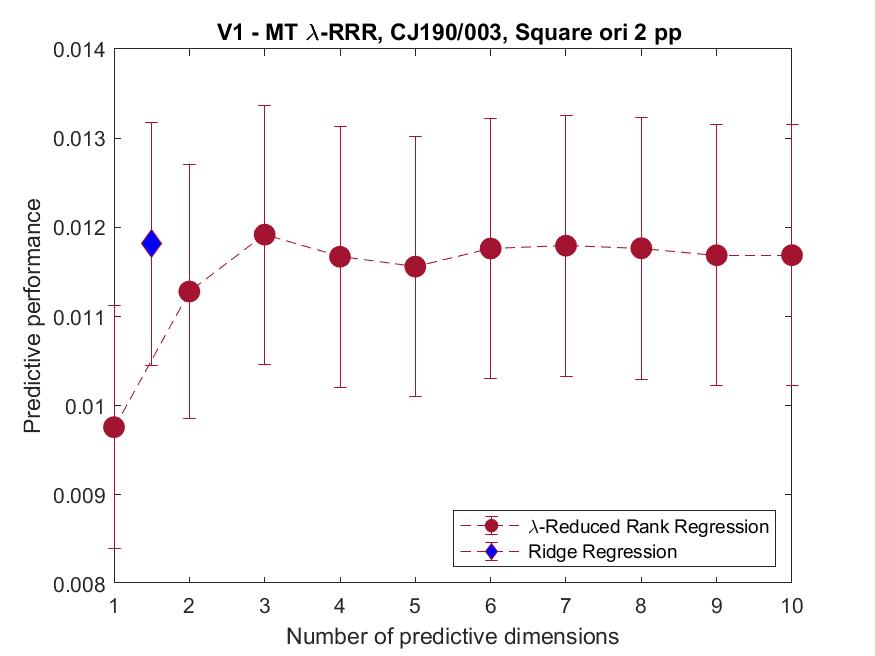 V1 - MT λ-RRR, CJ190/003, Square ori 2 pp
0.014
0.013
0.012
0.011
0.01
0.009
0.008
Predictive performance
λ-Reduced Rank Regression
Ridge Regression
1 2 3 4 5 6 7 8 9 10
Number of predictive dimensions